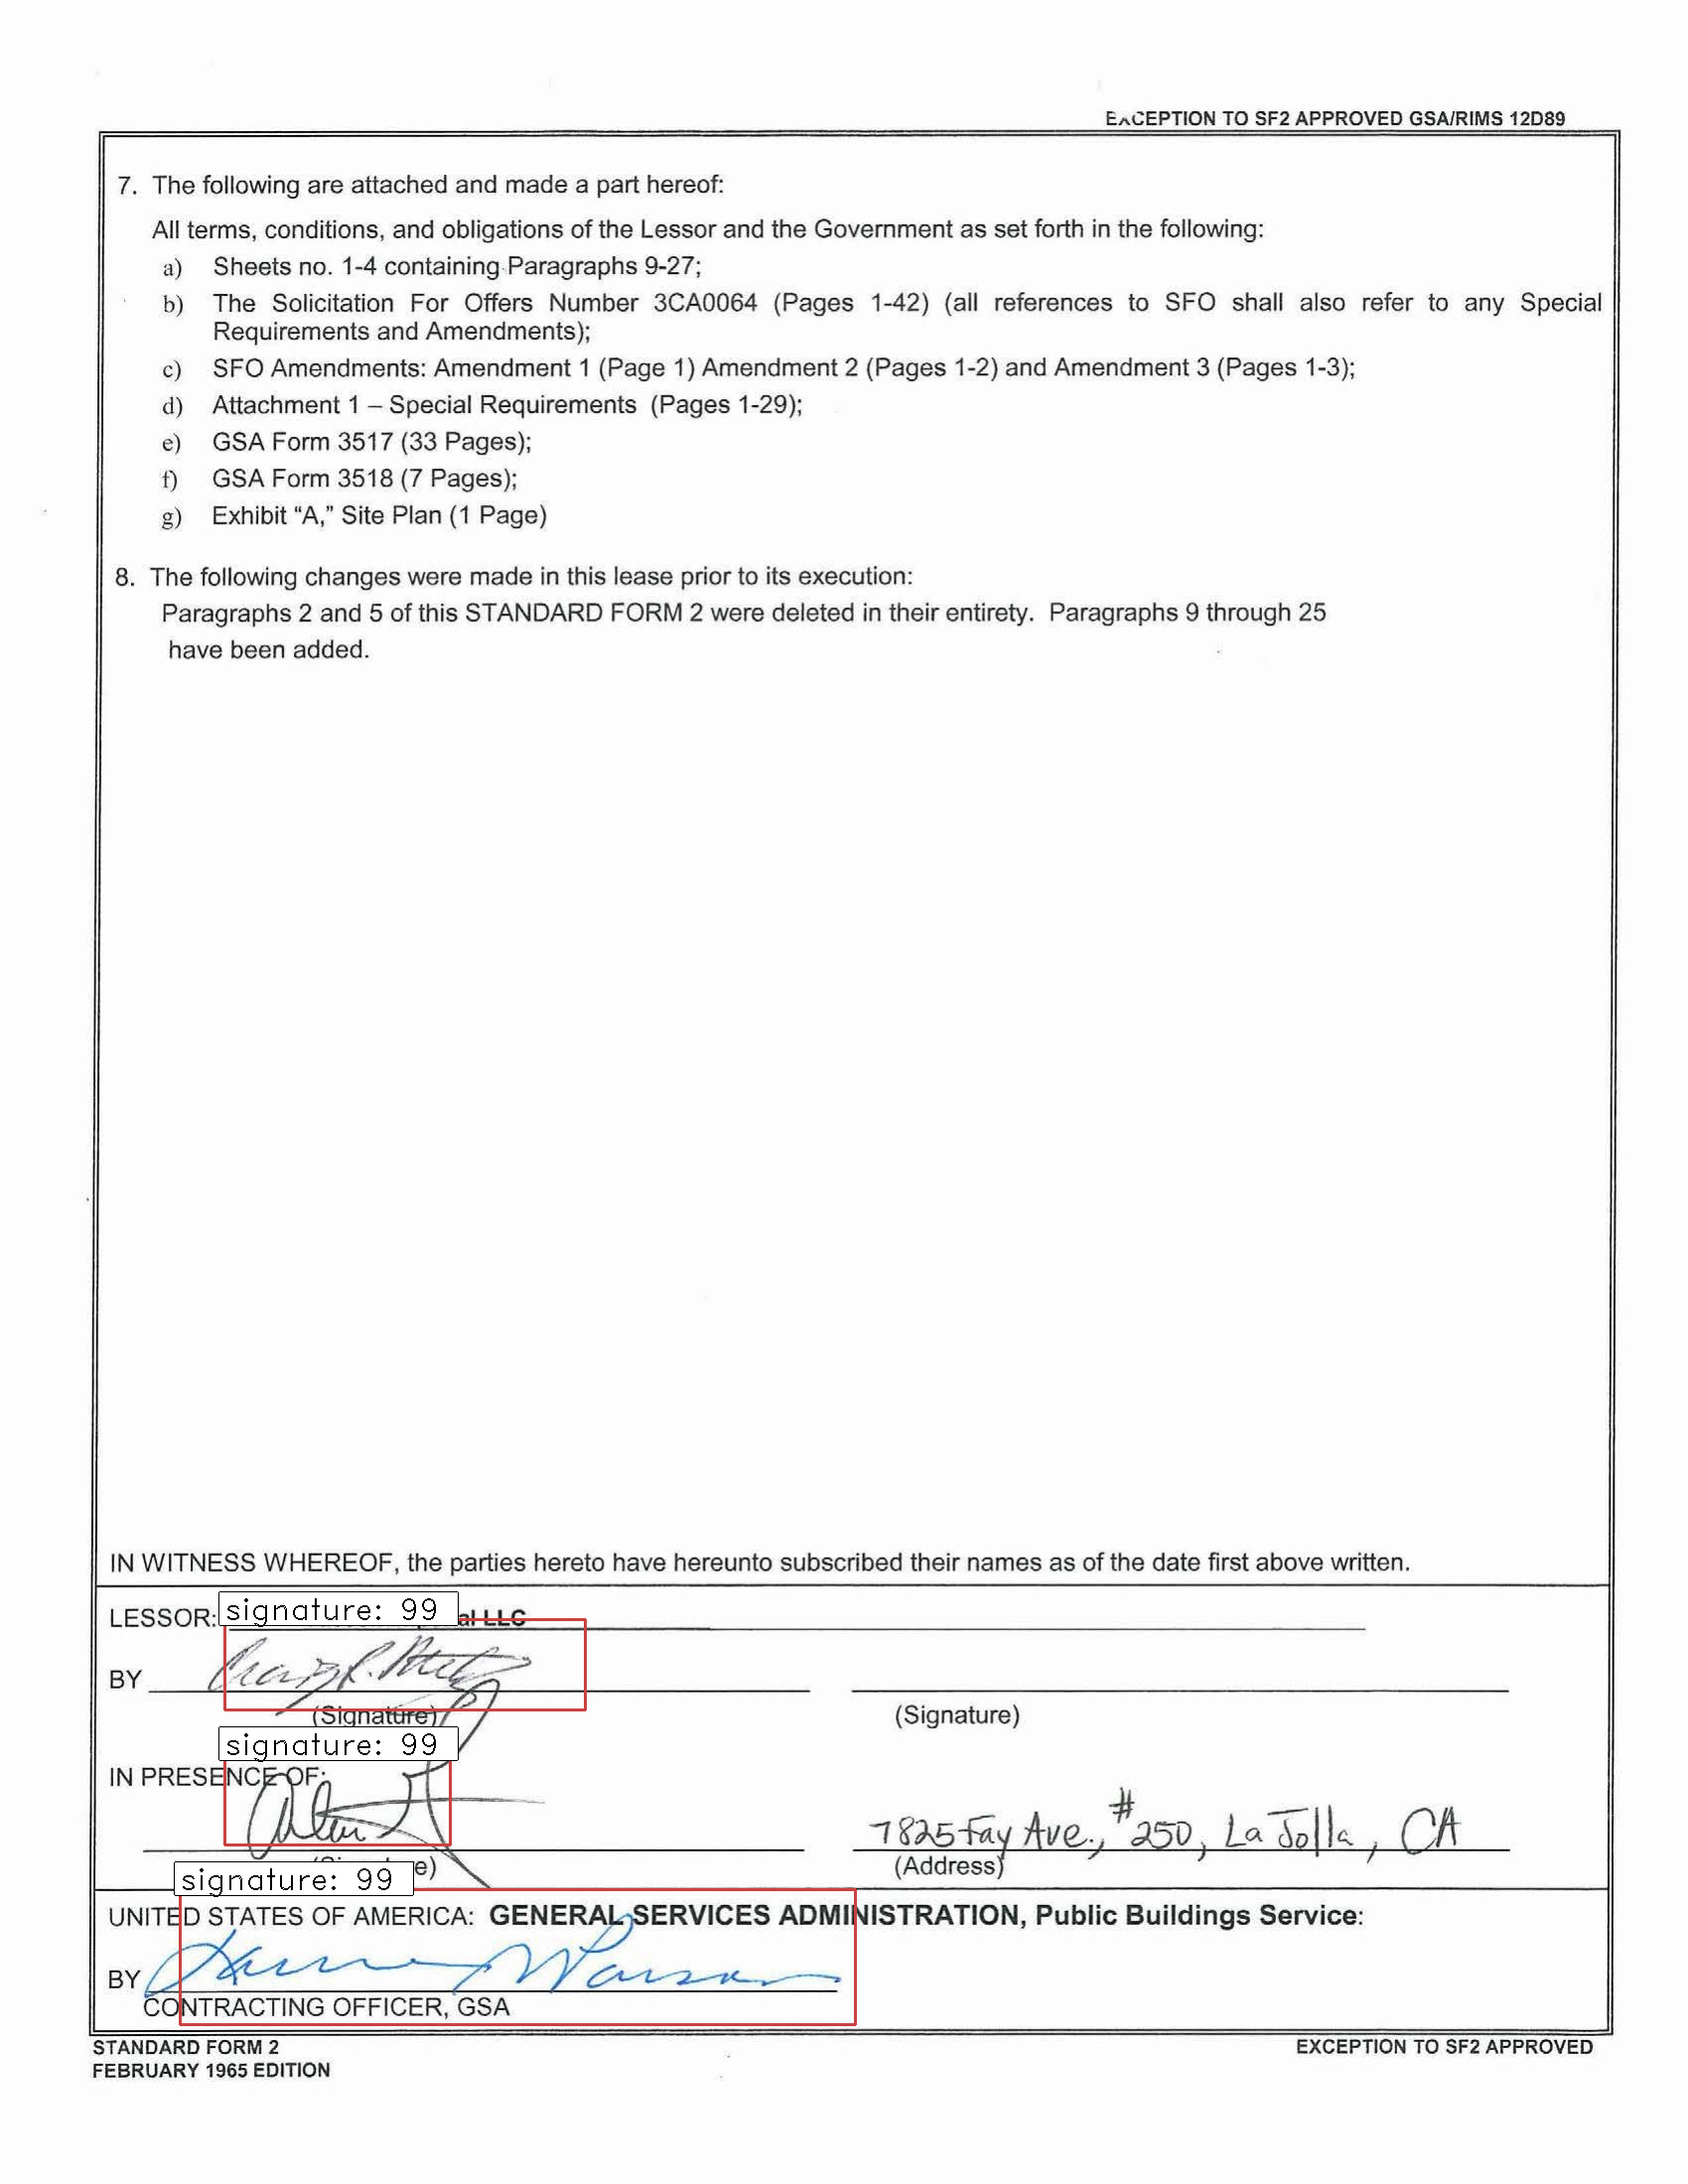 EXCEPTION TO SF2 APPROVED GSA/RIMS 12D89
7. The following are attached and made a part hereof:
All terms, conditions, and obligations of the Lessor and the Government as set forth in the following:
a) Sheets no. 1-4 containing Paragraphs 9-27;
b) The Solicitation For Offers Number 3CA0064 (Pages 1-42) (all references to SFO shall also refer to any Special
Requirements and Amendments);
c) SFO Amendments: Amendment 1 (Page 1) Amendment 2 (Pages 1-2) and Amendment 3 (Pages 1-3);
d) Attachment 1 – Special Requirements (Pages 1-29);
e) GSA Form 3517 (33 Pages);
f) GSA Form 3518 (7 Pages);
g) Exhibit “A,” Site Plan (1 Page)
8. The following changes were made in this lease prior to its execution:
Paragraphs 2 and 5 of this STANDARD FORM 2 were deleted in their entirety. Paragraphs 9 through 25
have been added.
IN WITNESS WHEREOF, the parties hereto have hereunto subscribed their names as of the date first above written.
LESSOR: signature: 99 al LLC
BY
(Signature) (Signature)
signature: 99
IN PRESENCE OF:
7825 Fay Ave., #250, La Jolla, CA
(Address)
signature: 99
UNITED STATES OF AMERICA: GENERAL SERVICES ADMINISTRATION, Public Buildings Service:
BY
CONTRACTING OFFICER, GSA
STANDARD FORM 2 EXCEPTION TO SF2 APPROVED
FEBRUARY 1965 EDITION